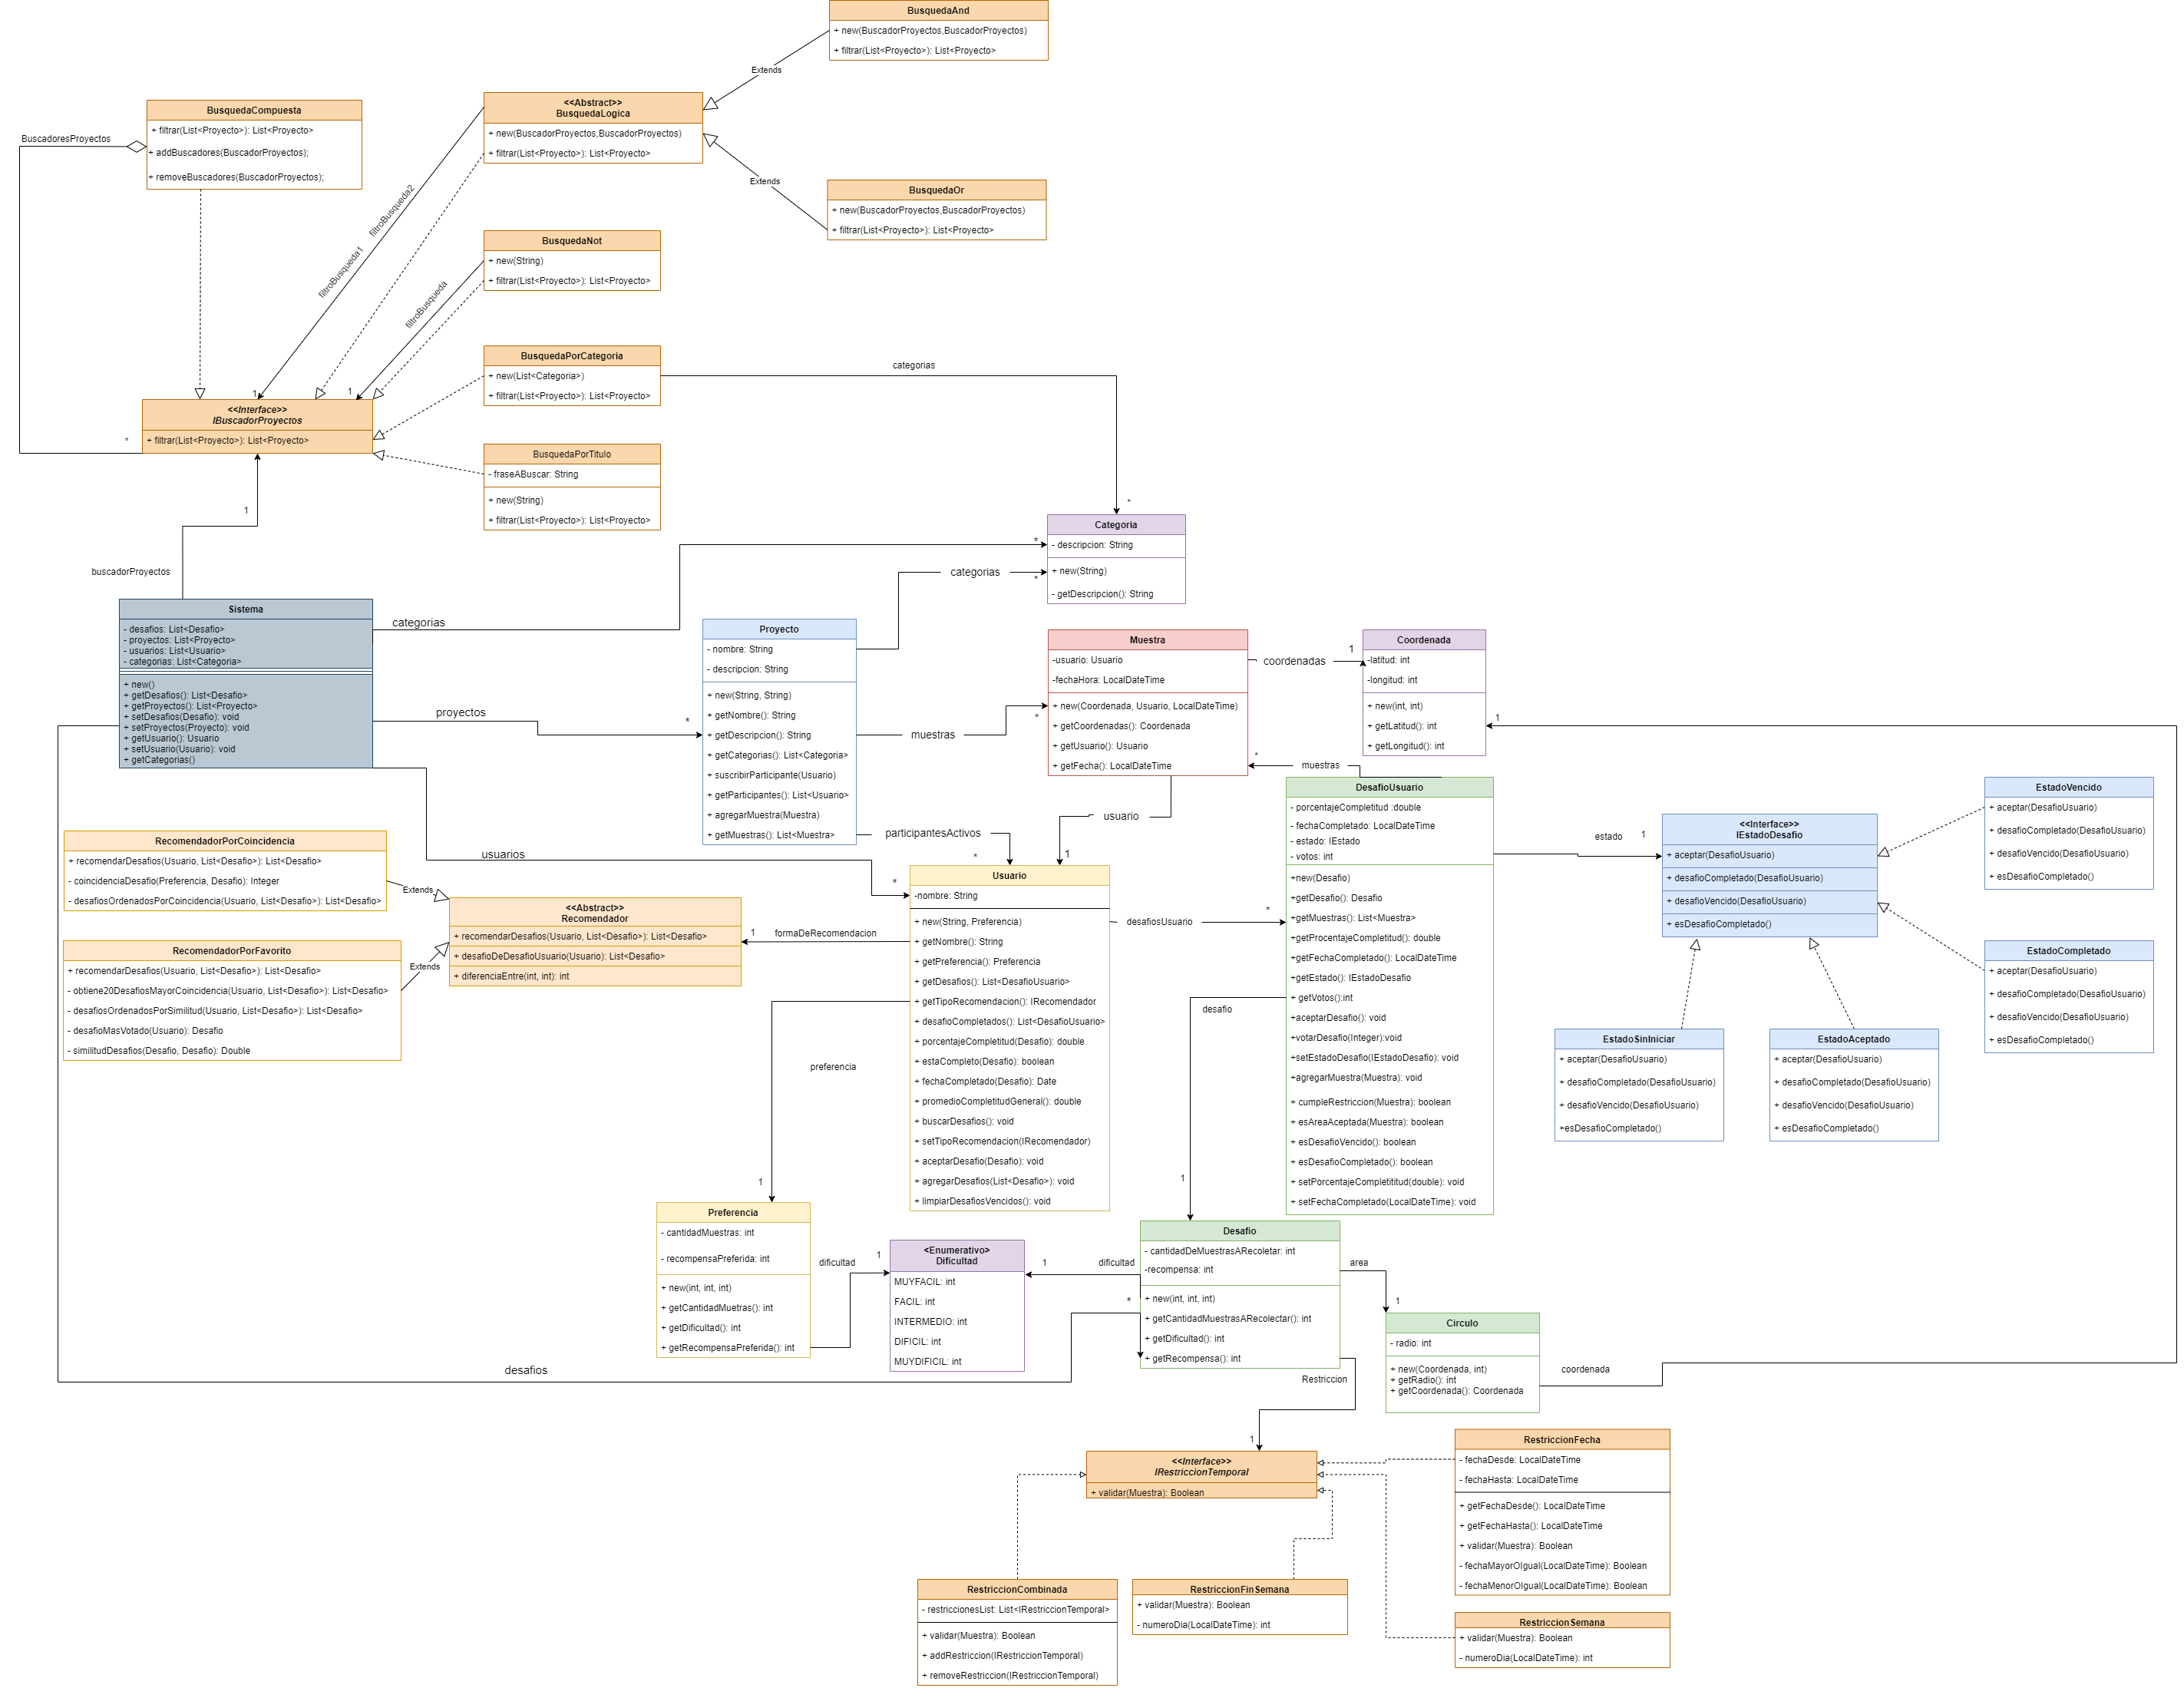 BusquedaAnd
+ new(BuscadorProyectos,BuscadorProyectos)
+ filtrar(List<Proyecto>): List<Proyecto>
Extends
BusquedaCompuesta
+ filtrar(List<Proyecto>): List<Proyecto>
+ addBuscadores(BuscadorProyectos);
+ removeBuscadores(BuscadorProyectos);
BuscadoresProyectos
<<Abstract>>
BusquedaLogica
+ new(BuscadorProyectos,BuscadorProyectos)
+ filtrar(List<Proyecto>): List<Proyecto>
Extends
BusquedaOr
+ new(BuscadorProyectos,BuscadorProyectos)
+ filtrar(List<Proyecto>): List<Proyecto>
filtroBusqueda2
filtroBusqueda1
BusquedaNot
+ new(String)
+ filtrar(List<Proyecto>): List<Proyecto>
filtroBusqueda
BusquedaPorCategoria
+ new(List<Categoria>)
+ filtrar(List<Proyecto>): List<Proyecto>
categorias
1
1
<<Interface>>
IBuscadorProyectos
+ filtrar(List<Proyecto>): List<Proyecto>
*
BusquedaPorTitulo
- fraseABuscar: String
+ new(String)
+ filtrar(List<Proyecto>): List<Proyecto>
1
buscadorProyectos
*
Categoria
- descripcion: String
+ new(String)
- getDescripcion(): String
*
categorias
*
Sistema
- desafios: List<Desafio>
- proyectos: List<Proyecto>
- usuarios: List<Usuario>
- categorias: List<Categoria>
+ new()
+ getDesafios(): List<Desafio>
+ getProyectos(): List<Proyecto>
+ setDesafios(Desafio): void
+ setProyectos(Proyecto): void
+ getUsuario(): Usuario
+ setUsuario(Usuario): void
+ getCategorias()
categorias
proyectos
*
usuarios
*
Proyecto
- nombre: String
- descripcion: String
+ new(String, String)
+ getNombre(): String
+ getDescripcion(): String
+ getCategorias(): List<Categoria>
+ suscribirParticipante(Usuario)
+ getParticipantes(): List<Usuario>
+ agregarMuestra(Muestra)
+ getMuestras(): List<Muestra>
muestras
*
participantesActivos
*
Muestra
-usuario: Usuario
-fechaHora: LocalDateTime
+ new(Coordenada, Usuario, LocalDateTime)
+ getCoordenadas(): Coordenada
+ getUsuario(): Usuario
+ getFecha(): LocalDateTime
coordenadas
1
Coordenada
-latitud: int
-longitud: int
+ new(int, int)
+ getLatitud(): int
+ getLongitud(): int
1
*
muestras
usuario
1
DesafioUsuario
- porcentajeCompletitud :double
- fechaCompletado: LocalDateTime
- estado: IEstado
- votos: int
+new(Desafio)
+getDesafio(): Desafio
+getMuestras(): List<Muestra>
+getProcentajeCompletitud(): double
+getFechaCompletado(): LocalDateTime
+getEstado(): IEstadoDesafio
+ getVotos():int
+aceptarDesafio(): void
+votarDesafio(Integer):void
+setEstadoDesafio(IEstadoDesafio): void
+agregarMuestra(Muestra): void
+ cumpleRestriccion(Muestra): boolean
+ esAreaAceptada(Muestra): boolean
+ esDesafioVencido(): boolean
+ esDesafioCompletado(): boolean
+ setPorcentajeCompletititud(double): void
+ setFechaCompletado(LocalDateTime): void
estado
1
<<Interface>>
IEstadoDesafio
+ aceptar(DesafioUsuario)
+ desafioCompletado(DesafioUsuario)
+ desafioVencido(DesafioUsuario)
+ esDesafioCompletado()
EstadoVencido
+ aceptar(DesafioUsuario)
+ desafioCompletado(DesafioUsuario)
+ desafioVencido(DesafioUsuario)
+ esDesafioCompletado()
EstadoCompletado
+ aceptar(DesafioUsuario)
+ desafioCompletado(DesafioUsuario)
+ desafioVencido(DesafioUsuario)
+ esDesafioCompletado()
EstadoSinIniciar
+ aceptar(DesafioUsuario)
+ desafioCompletado(DesafioUsuario)
+ desafioVencido(DesafioUsuario)
+esDesafioCompletado()
EstadoAceptado
+ aceptar(DesafioUsuario)
+ desafioCompletado(DesafioUsuario)
+ desafioVencido(DesafioUsuario)
+ esDesafioCompletado()
RecomendadorPorCoincidencia
+ recomendarDesafios(Usuario, List<Desafio>): List<Desafio>
- coincidenciaDesafio(Preferencia, Desafio): Integer
- desafiosOrdenadosPorCoincidencia(Usuario, List<Desafio>): List<Desafio>
Extends
<<Abstract>>
Recomendador
+ recomendarDesafios(Usuario, List<Desafio>): List<Desafio>
+ desafioDeDesafioUsuario(Usuario): List<Desafio>
+ diferenciaEntre(int, int): int
RecomendadorPorFavorito
+ recomendarDesafios(Usuario, List<Desafio>): List<Desafio>
- obtiene20DesafiosMayorCoincidencia(Usuario, List<Desafio>): List<Desafio>
- desafiosOrdenadosPorSimilitud(Usuario, List<Desafio>): List<Desafio>
- desafioMasVotado(Usuario): Desafio
- similitudDesafios(Desafio, Desafio): Double
Extends
1
formaDeRecomendacion
Usuario
-nombre: String
+ new(String, Preferencia)
+ getNombre(): String
+ getPreferencia(): Preferencia
+ getDesafios(): List<DesafioUsuario>
+ getTipoRecomendacion(): IRecomendador
+ desafioCompletados(): List<DesafioUsuario>
+ porcentajeCompletitud(Desafio): double
+ estaCompleto(Desafio): boolean
+ fechaCompletado(Desafio): Date
+ promedioCompletitudGeneral(): double
+ buscarDesafios(): void
+ setTipoRecomendacion(IRecomendador)
+ aceptarDesafio(Desafio): void
+ agregarDesafios(List<Desafio>): void
+ limpiarDesafiosVencidos(): void
desafiosUsuario
*
desafio
1
preferencia
1
Preferencia
- cantidadMuestras: int
- recompensaPreferida: int
+ new(int, int, int)
+ getCantidadMuetras(): int
+ getDificultad(): int
+ getRecompensaPreferida(): int
dificultad
1
<Enumerativo>
Dificultad
MUYFACIL: int
FACIL: int
INTERMEDIO: int
DIFICIL: int
MUYDIFICIL: int
1
dificultad
*
Desafio
- cantidadDeMuestrasARecoletar: int
-recompensa: int
+ new(int, int, int)
+ getCantidadMuestrasARecolectar(): int
+ getDificultad(): int
+ getRecompensa(): int
area
1
Circulo
- radio: int
+ new(Coordenada, int)
+ getRadio(): int
+ getCoordenada(): Coordenada
coordenada
desafios
Restriccion
1
<<Interface>>
IRestriccionTemporal
+ validar(Muestra): Boolean
RestriccionFecha
- fechaDesde: LocalDateTime
- fechaHasta: LocalDateTime
+ getFechaDesde(): LocalDateTime
+ getFechaHasta(): LocalDateTime
+ validar(Muestra): Boolean
- fechaMayorOIgual(LocalDateTime): Boolean
- fechaMenorOIgual(LocalDateTime): Boolean
RestriccionCombinada
- restriccionesList: List<IRestriccionTemporal>
+ validar(Muestra): Boolean
+ addRestriccion(IRestriccionTemporal)
+ removeRestriccion(IRestriccionTemporal)
RestriccionFinSemana
+ validar(Muestra): Boolean
- numeroDia(LocalDateTime): int
RestriccionSemana
+ validar(Muestra): Boolean
- numeroDia(LocalDateTime): int